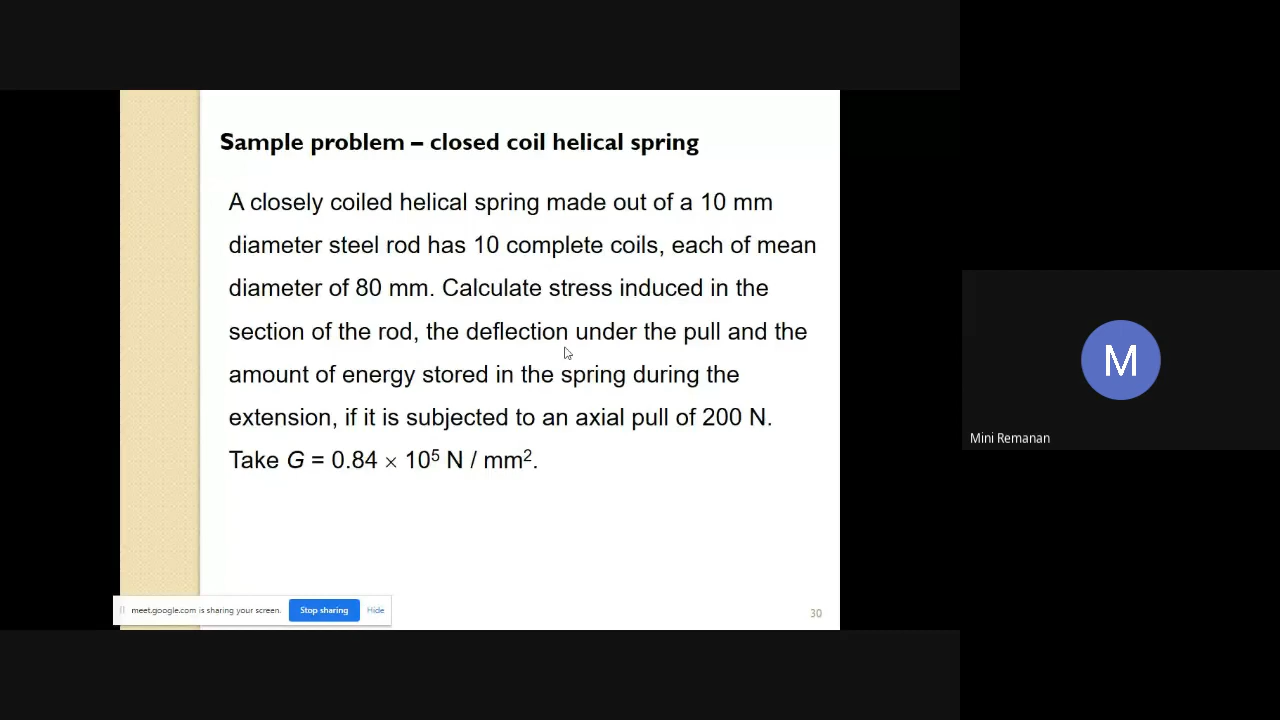 Sample problem – closed coil helical spring
A closely coiled helical spring made out of a 10 mm
diameter steel rod has 10 complete coils, each of mean
diameter of 80 mm. Calculate stress induced in the
section of the rod, the deflection under the pull and the
amount of energy stored in the spring during the
extension, if it is subjected to an axial pull of 200 N.
Take G = 0.84 × 10⁵ N / mm².
meet.google.com is sharing your screen. Stop sharing Hide
30
M
Mini Remanan